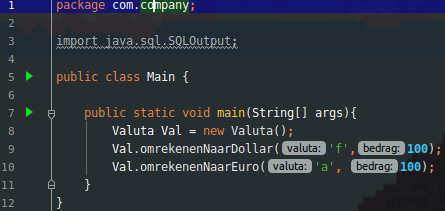 1 package com.company;
2
3 import java.sql.SQLOutput;
4
5 public class Main {
6
7 public static void main(String[] args){
8 Valuta Val = new Valuta();
9 Val.omrekenenNaarDollar( valuta: 'f', bedrag: 100);
10 Val.omrekenenNaarEuro( valuta: 'a', bedrag: 100);
11 }
12 }